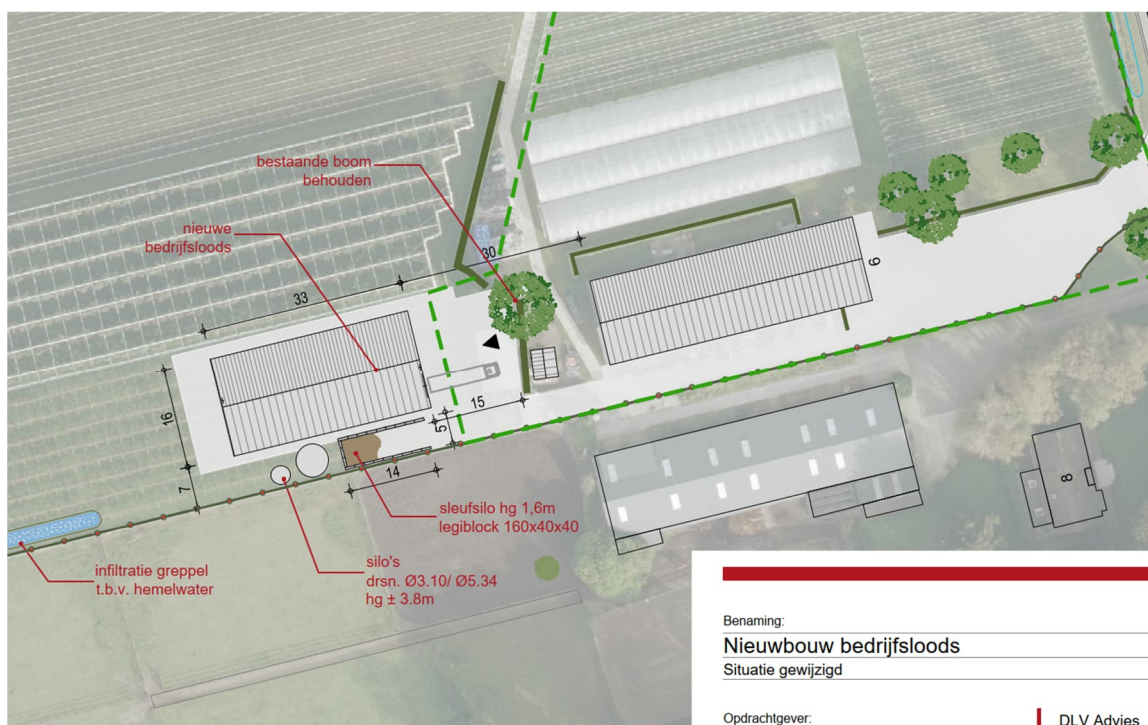 bestaande boom
behouden
nieuwe
bedrijfsloods
30
33
6
16
15
5
7
14
sleufsilo hg 1,6m
legiblock 160x40x40
8
silo's
drsn. Ø3.10/ Ø5.34
hg ± 3.8m
infiltratie greppel
t.b.v. hemelwater
Benaming:
Nieuwbouw bedrijfsloods
Situatie gewijzigd
Opdrachtgever:
DLV Advies